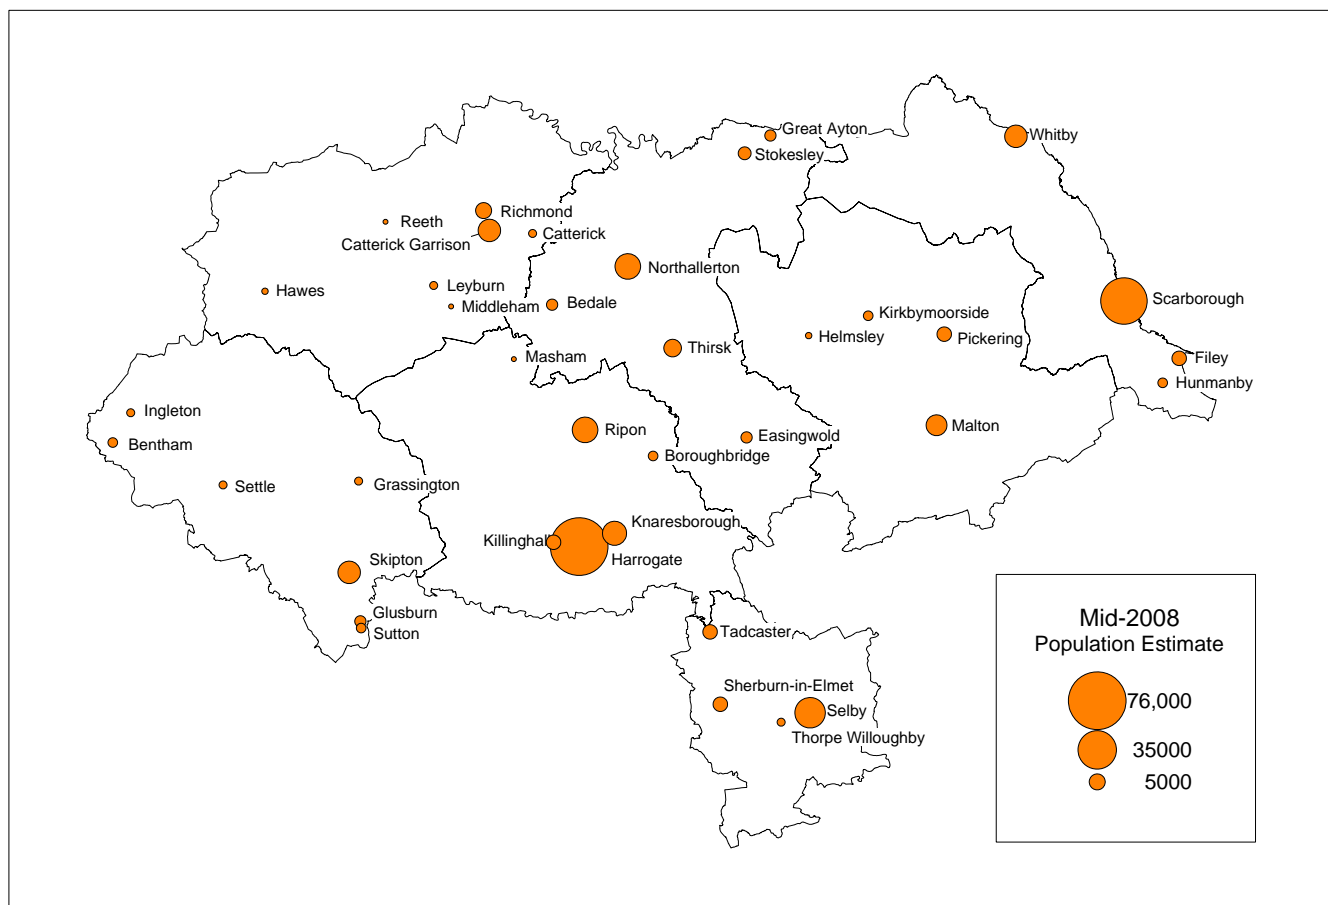 Great Ayton
Whitby
Stokesley
Richmond
Reeth
Catterick
Catterick Garrison
Northallerton
Leyburn
Hawes
Scarborough
Bedale
Middleham
Kirkbymoorside
Helmsley
Pickering
Thirsk
Masham
Filey
Hunmanby
Ingleton
Malton
Ripon
Easingwold
Bentham
Boroughbridge
Settle
Grassington
Knaresborough
Killinghall
Harrogate
Skipton
Glusburn
Sutton
Tadcaster
Sherburn-in-Elmet
Selby
Thorpe Willoughby
Mid-2008
Population Estimate
76,000
35000
5000